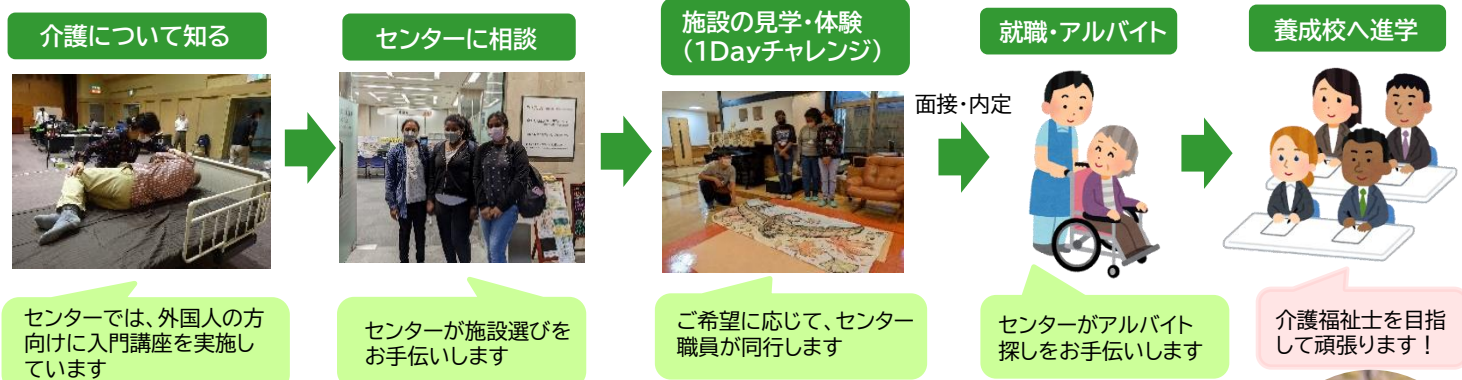 介護について知る
センターに相談
施設の見学・体験
(1Dayチャレンジ)
面接・内定
就職・アルバイト
養成校へ進学
センターでは、外国人の方
向けに入門講座を実施し
ています
センターが施設選びを
お手伝いします
ご希望に応じて、センター
職員が同行します
センターがアルバイト
探しをお手伝いします
介護福祉士を目指
して頑張ります!